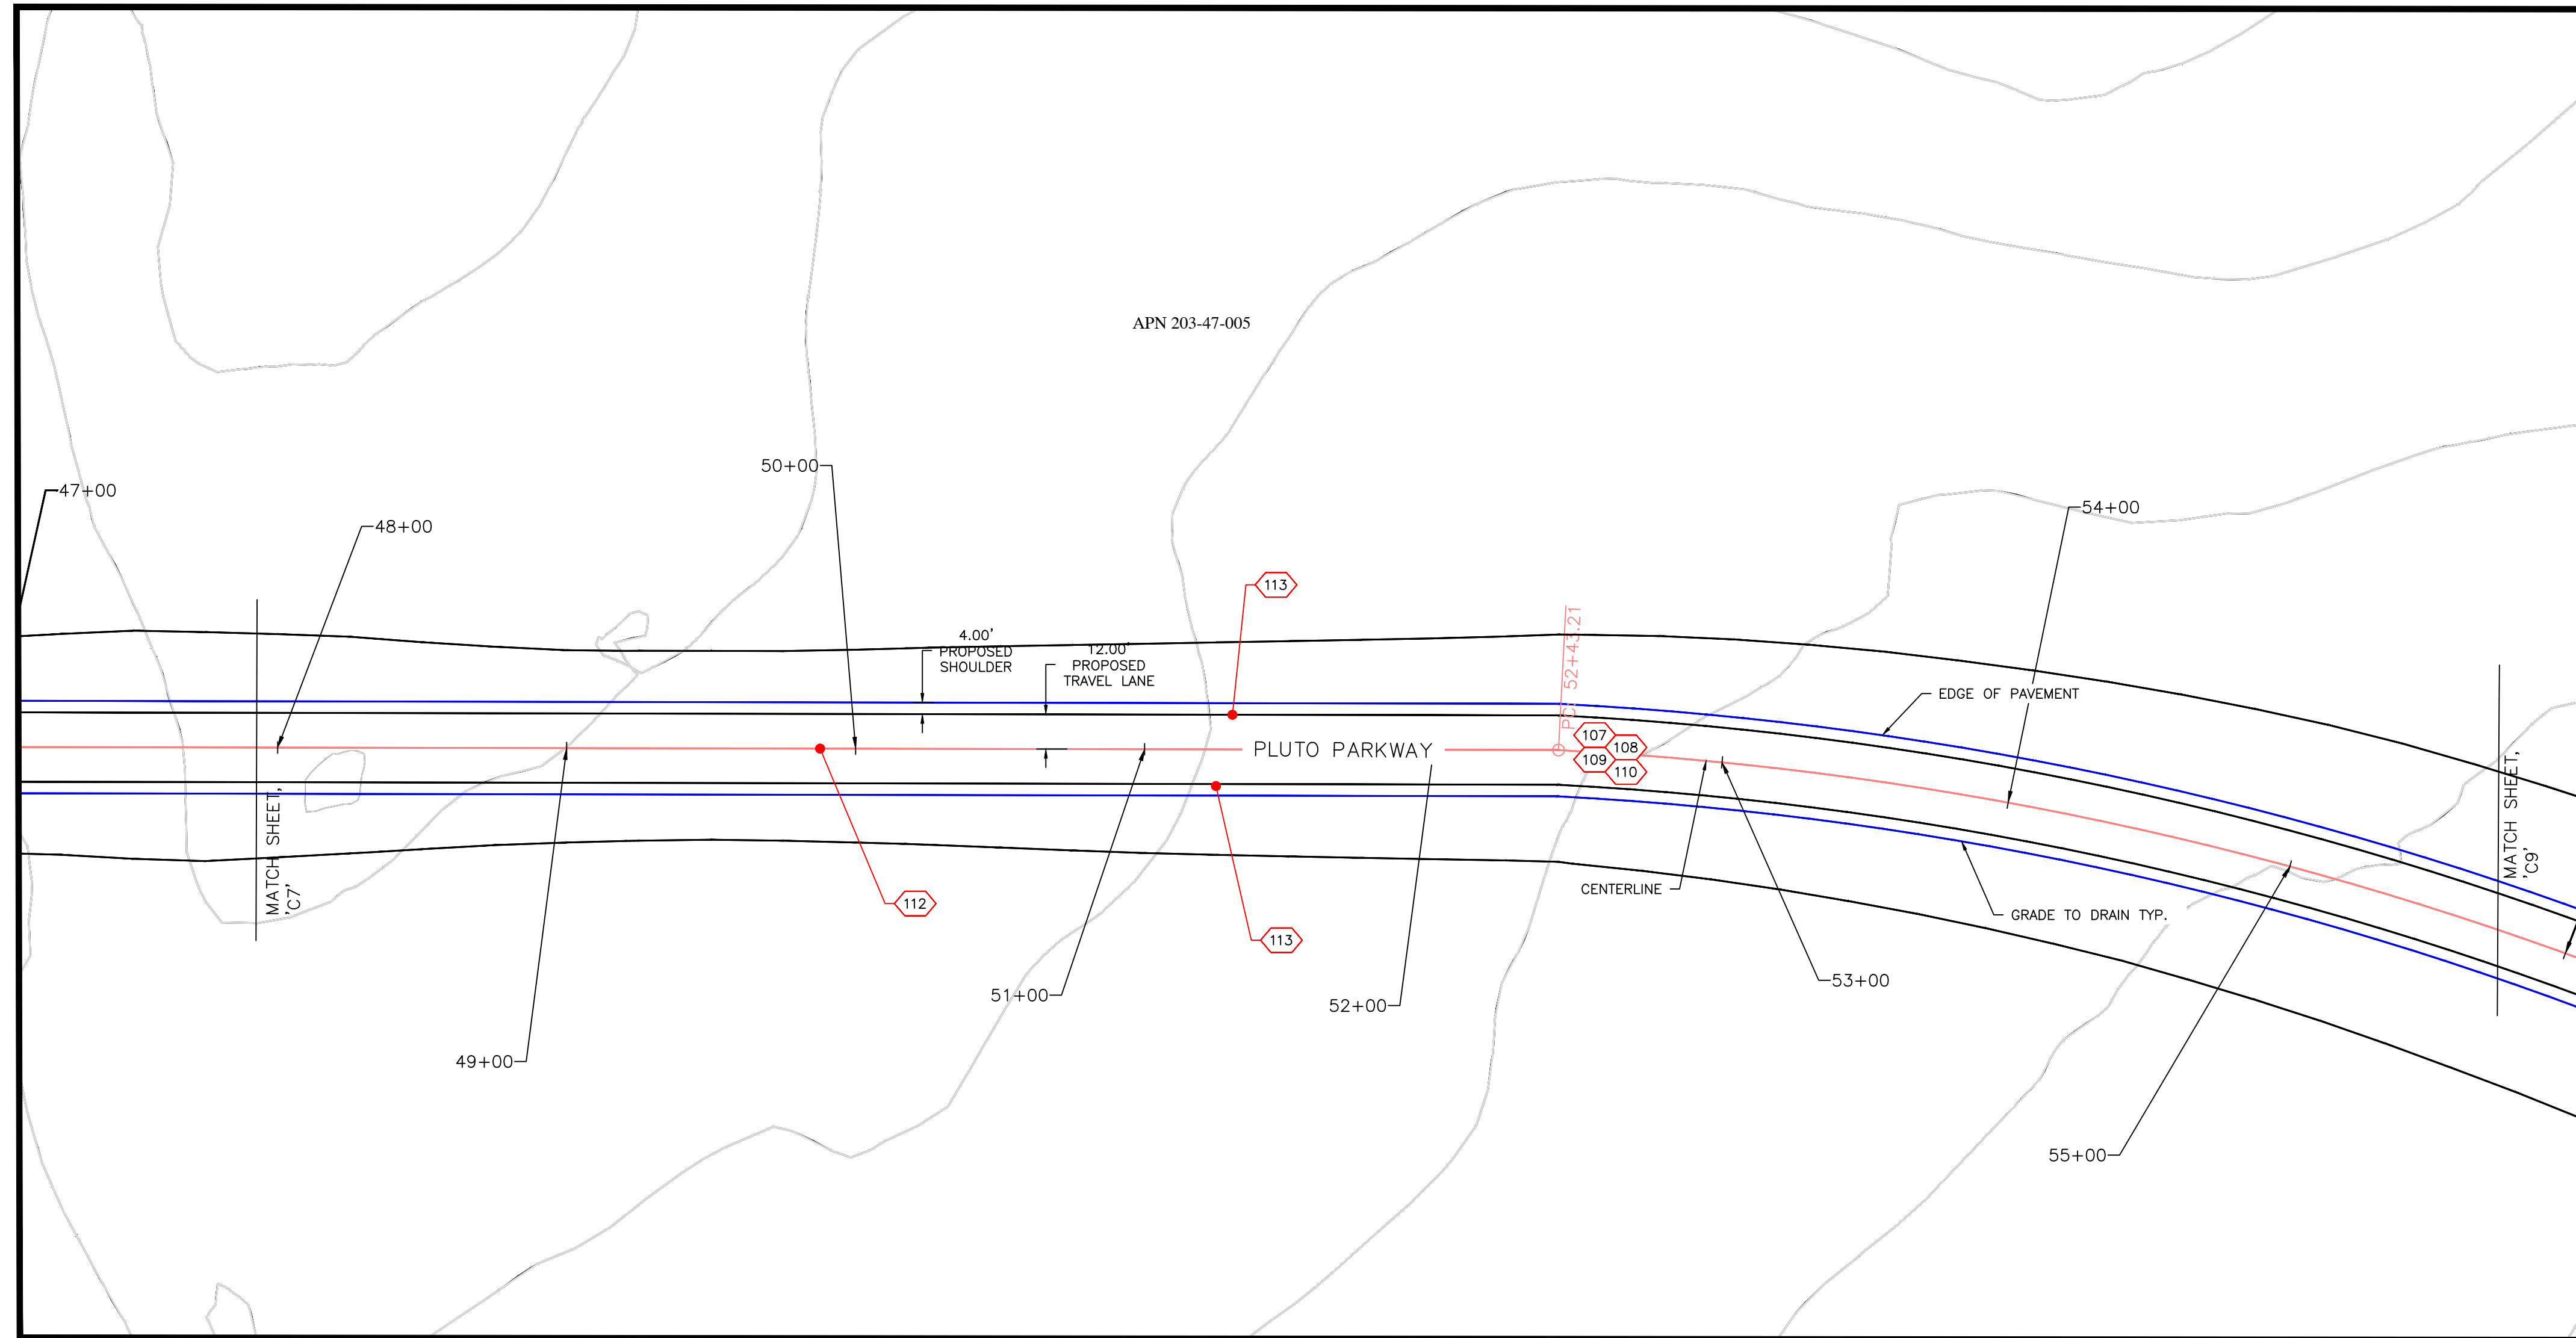 APN 203-47-005
50+00
47+00
54+00
48+00
113
4.00'
PROPOSED
SHOULDER
12.00'
PROPOSED
TRAVEL LANE
PC: 52+43.21
EDGE OF PAVEMENT
107
108
109
110
PLUTO PARKWAY
MATCH SHEET,
'C7'
MATCH SHEET,
'C9'
CENTERLINE
112
GRADE TO DRAIN TYP.
113
53+00
51+00
52+00
49+00
55+00